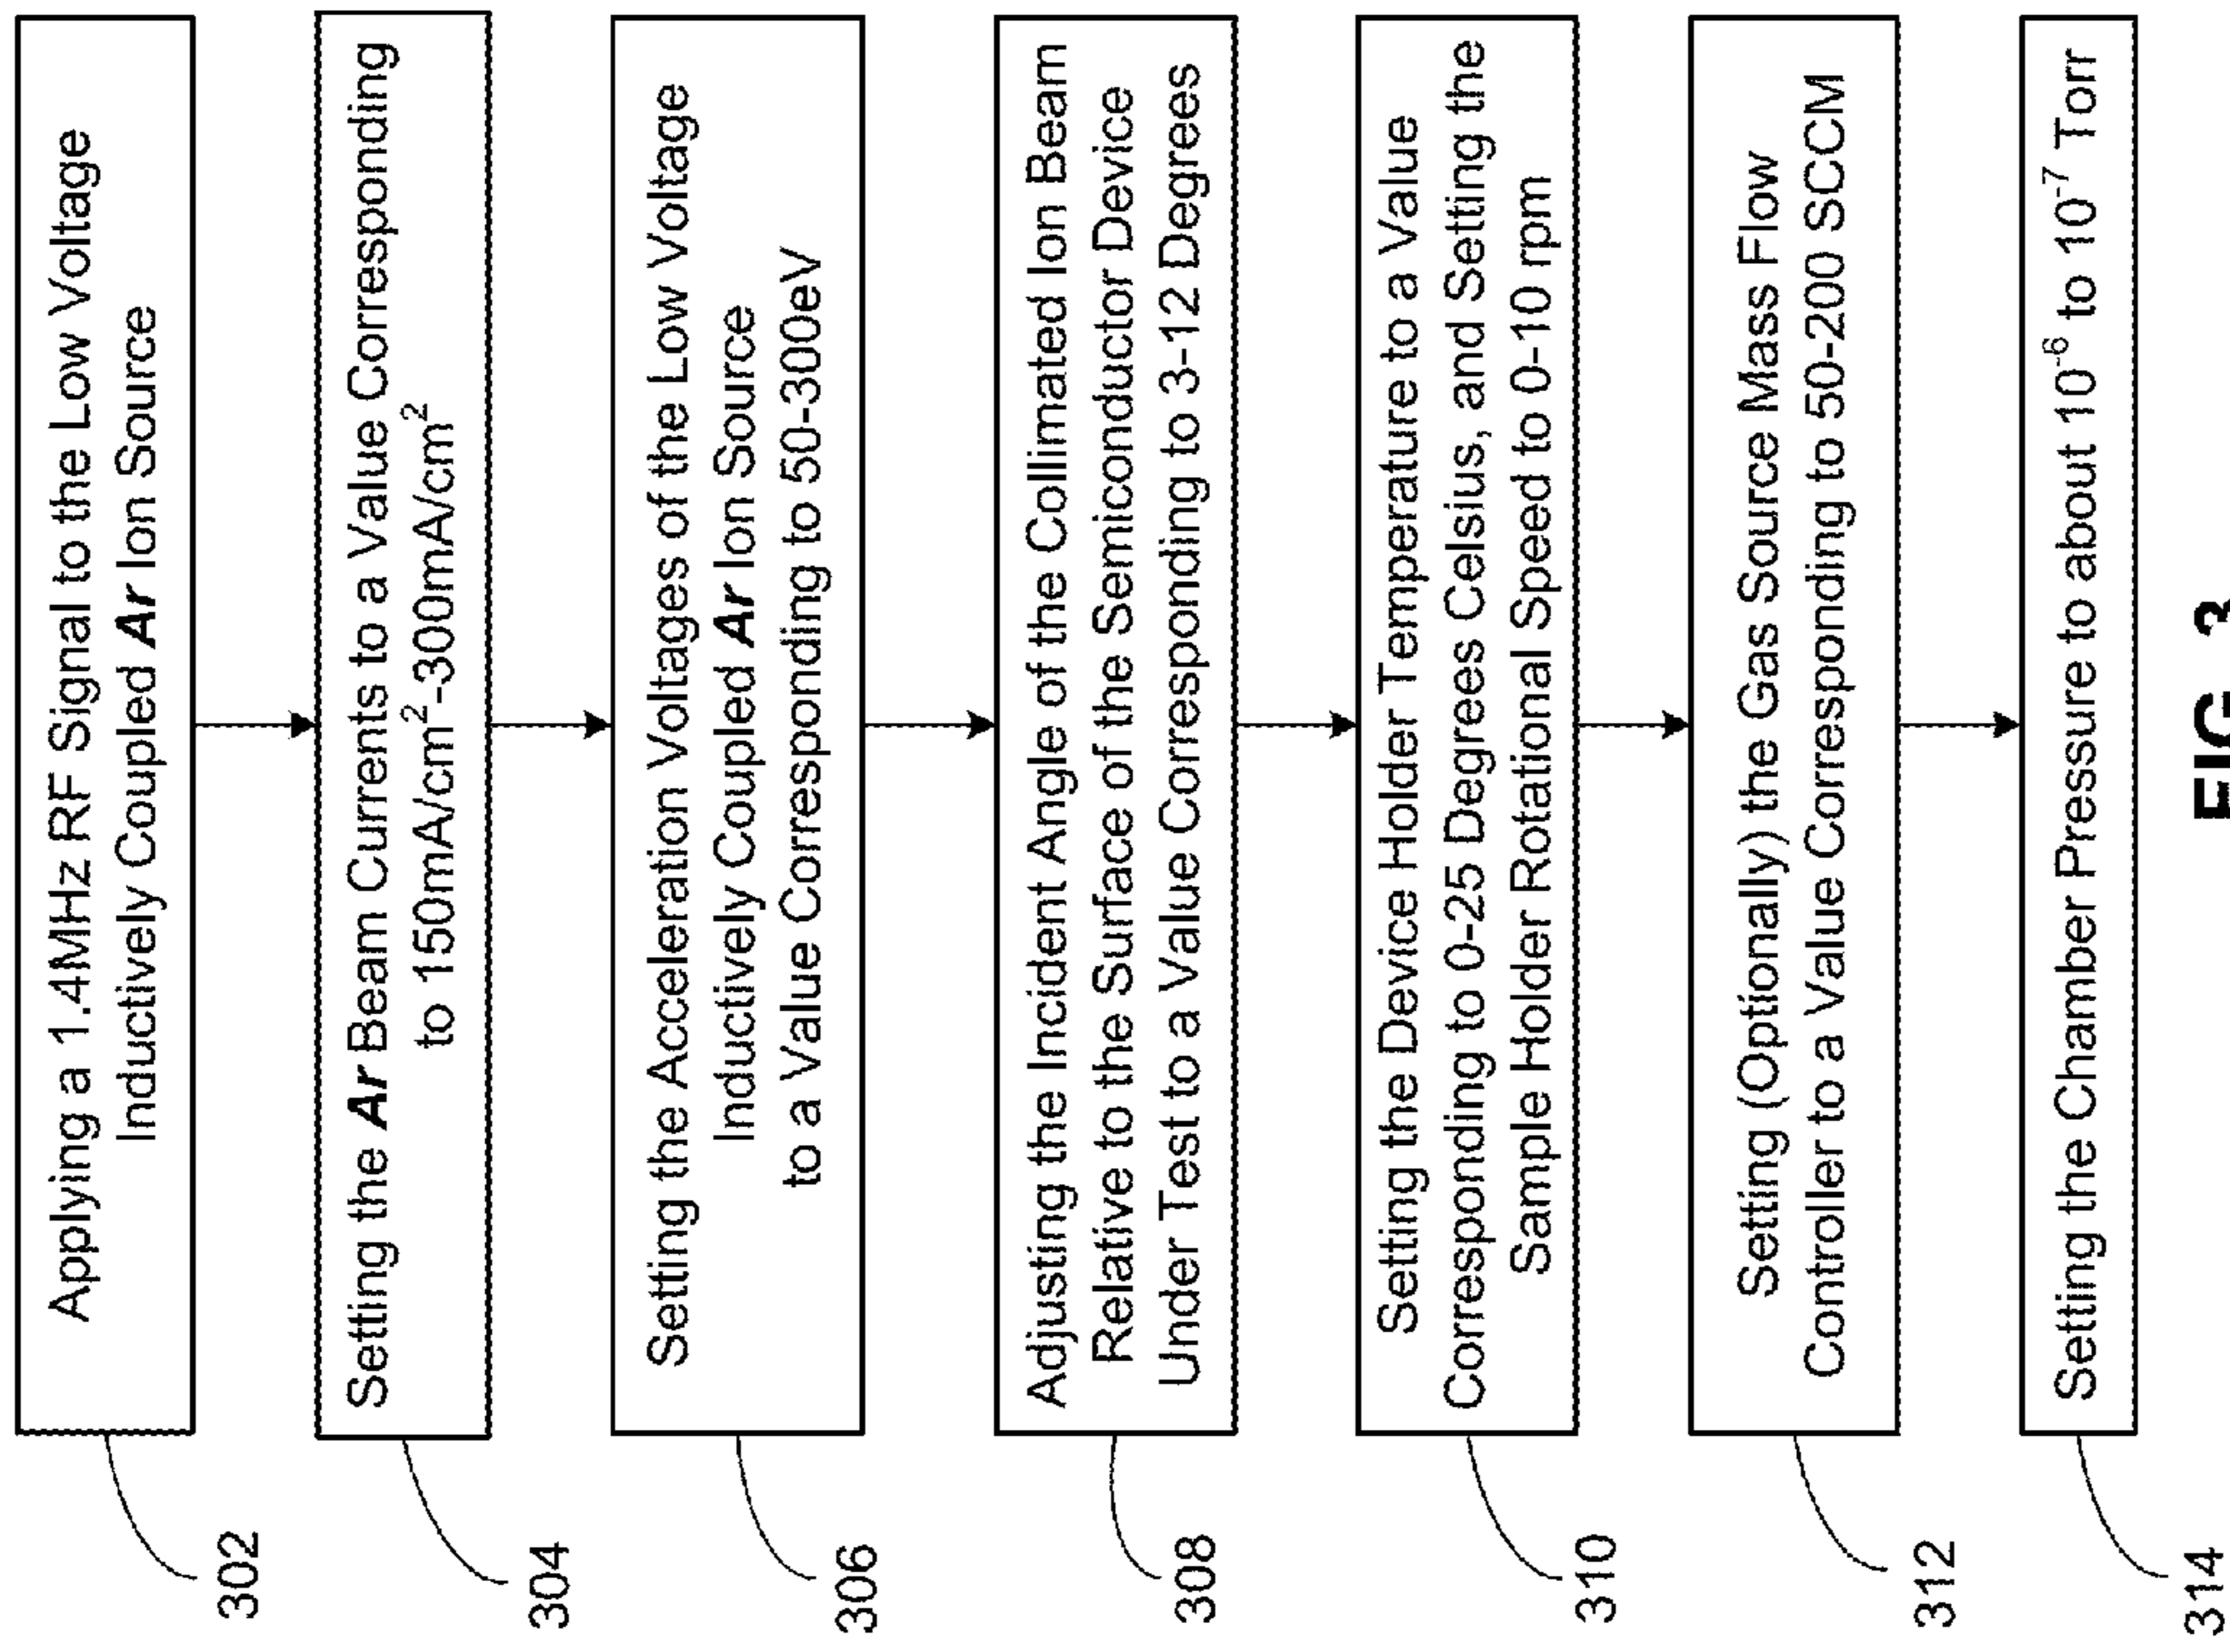 Applying a 1.4MHz RF Signal to the Low Voltage
Inductively Coupled Ar Ion Source
302
Setting the Ar Beam Currents to a Value Corresponding
to 150mA/cm²-300mA/cm²
304
Setting the Acceleration Voltages of the Low Voltage
Inductively Coupled Ar Ion Source
to a Value Corresponding to 50-300eV
306
Adjusting the Incident Angle of the Collimated Ion Beam
Relative to the Surface of the Semiconductor Device
Under Test to a Value Corresponding to 3-12 Degrees
308
Setting the Device Holder Temperature to a Value
Corresponding to 0-25 Degrees Celsius, and Setting the
Sample Holder Rotational Speed to 0-10 rpm
310
Setting (Optionally) the Gas Source Mass Flow
Controller to a Value Corresponding to 50-200 SCCM
312
Setting the Chamber Pressure to about 10⁻⁶ to 10⁻⁷ Torr
314
FIG. 3